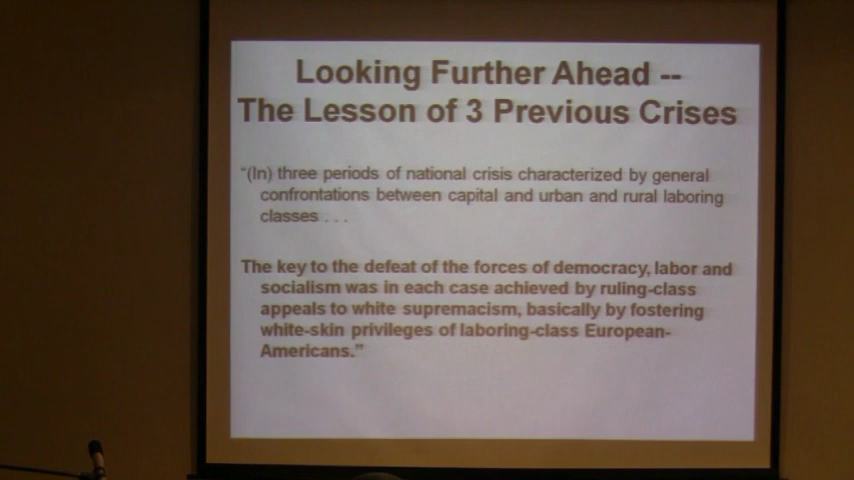 Looking Further Ahead --
The Lesson of 3 Previous Crises
“(In) three periods of national crisis characterized by general
confrontations between capital and urban and rural laboring
classes . . .
The key to the defeat of the forces of democracy, labor and
socialism was in each case achieved by ruling-class
appeals to white supremacism, basically by fostering
white-skin privileges of laboring-class European-
Americans.”